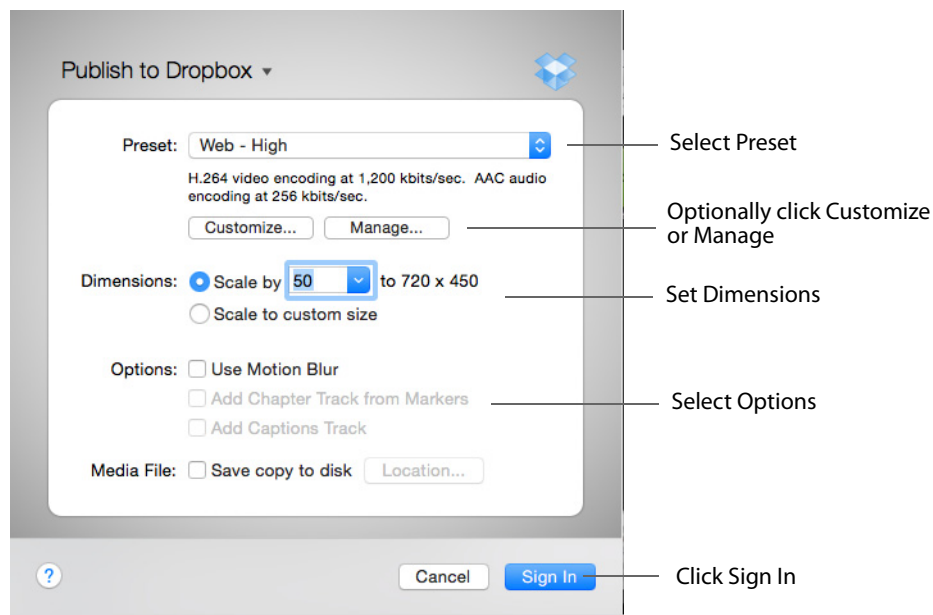 Publish to Dropbox
Preset: Web - High
Select Preset
H.264 video encoding at 1,200 kbits/sec. AAC audio
encoding at 256 kbits/sec.
Customize... Manage...
Optionally click Customize
or Manage
Dimensions: Scale by 50 to 720 x 450
Set Dimensions
Scale to custom size
Options: Use Motion Blur
Add Chapter Track from Markers
Select Options
Add Captions Track
Media File: Save copy to disk Location...
? Cancel Sign In
Click Sign In